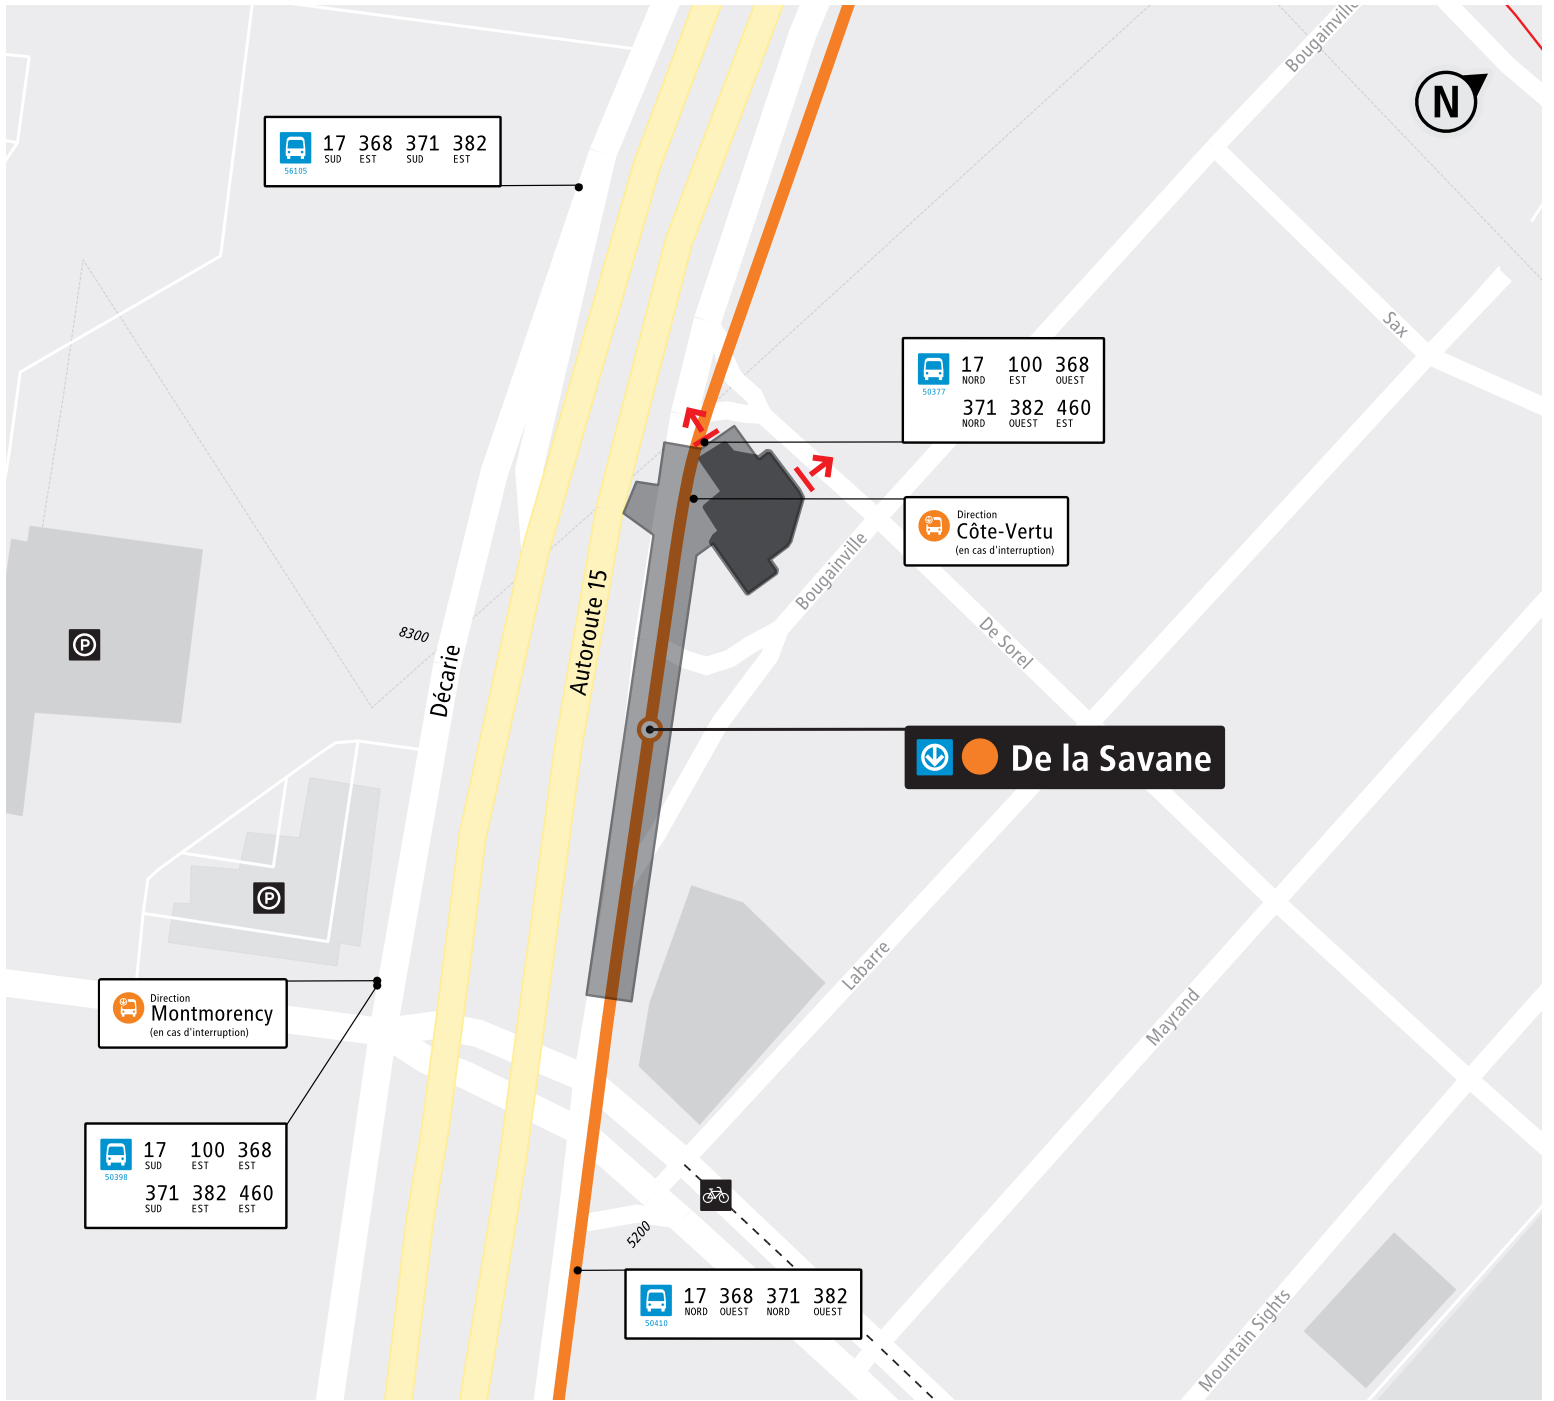 Bougainville
N
17 368 371 382
SUD EST SUD EST
56105
Sax
17 100 368
NORD EST OUEST
50377
371 382 460
NORD OUEST EST
Direction
Côte-Vertu
(en cas d'interruption)
Bougainville
Autoroute 15
8300
Décarie
De Sorel
P
De la Savane
P
Labarre
Direction
Montmorency
(en cas d'interruption)
Mayrand
17 100 368
SUD EST EST
50398
371 382 460
SUD EST EST
5200
17 368 371 382
NORD OUEST NORD OUEST
50410
Mountain Sights